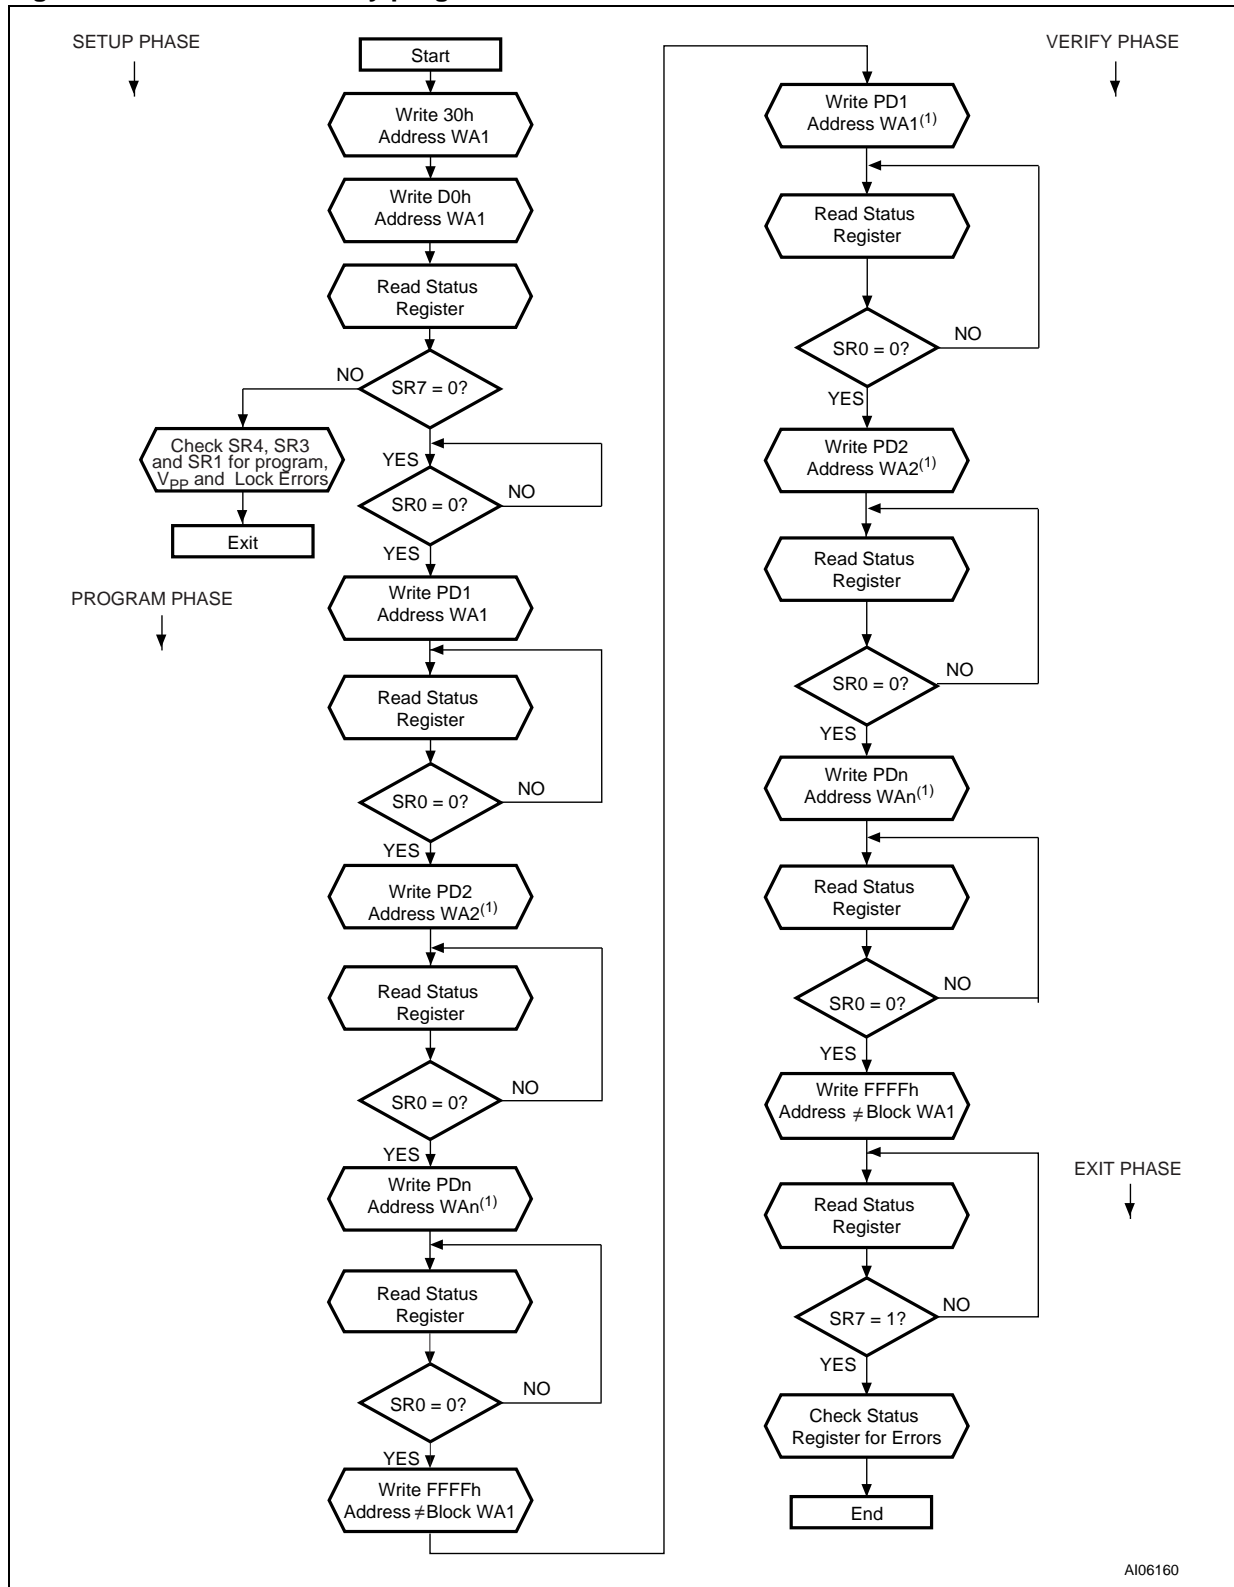 SETUP PHASE
Start
Write 30h
Address WA1
Write D0h
Address WA1
Read Status
Register
NO
SR7 = 0?
Check SR4, SR3
and SR1 for program,
VPP and Lock Errors
Exit
YES
SR0 = 0?
NO
YES
PROGRAM PHASE
Write PD1
Address WA1
Read Status
Register
SR0 = 0?
NO
YES
Write PD2
Address WA2(1)
Read Status
Register
SR0 = 0?
NO
YES
Write PDn
Address WAn(1)
Read Status
Register
SR0 = 0?
NO
YES
Write FFFFh
Address ≠Block WA1
VERIFY PHASE
Write PD1
Address WA1(1)
Read Status
Register
SR0 = 0?
NO
YES
Write PD2
Address WA2(1)
Read Status
Register
SR0 = 0?
NO
YES
Write PDn
Address WAn(1)
Read Status
Register
SR0 = 0?
NO
YES
Write FFFFh
Address ≠Block WA1
EXIT PHASE
Read Status
Register
SR7 = 1?
NO
YES
Check Status
Register for Errors
End
AI06160